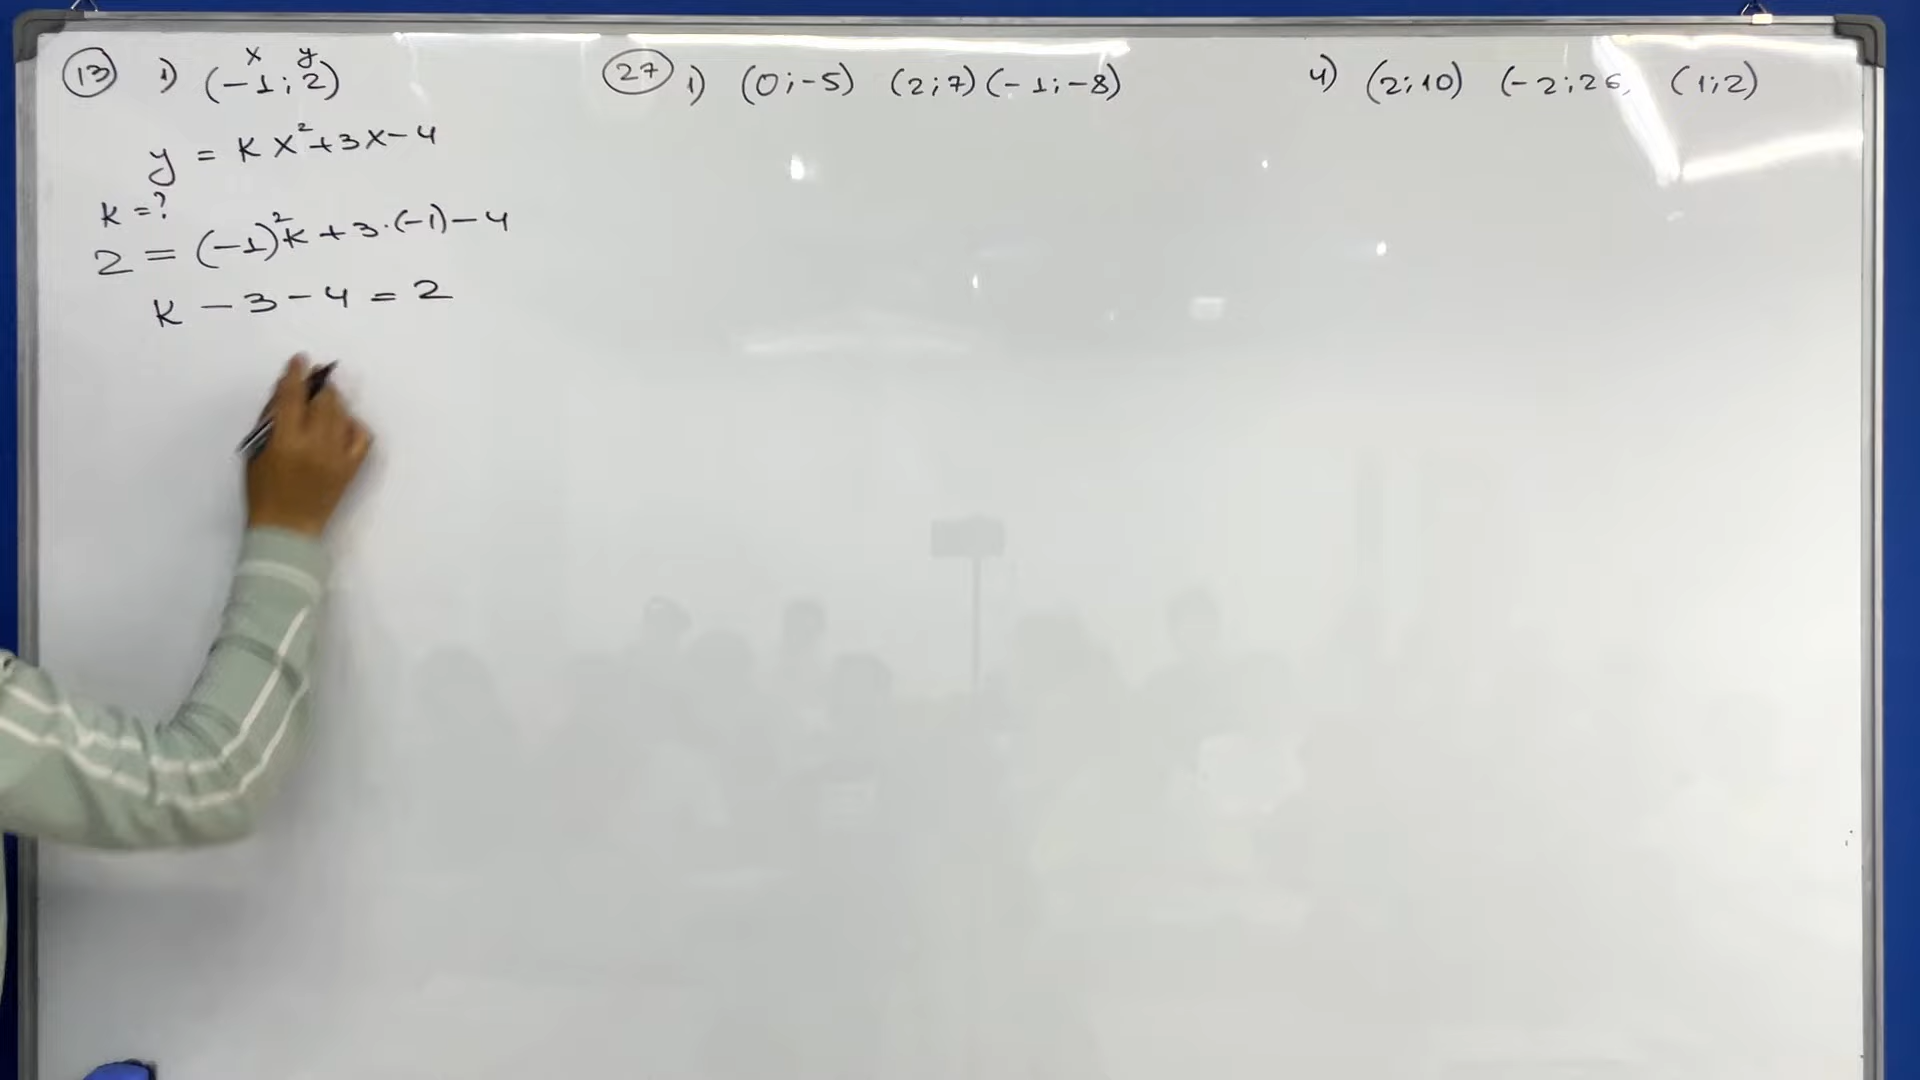 13 1) (-1; 2)
x y
y = kx²+3x-4
k=?
2 = (-1)²k+3·(-1)-4
k-3-4=2
27 1) (0;-5) (2;7) (-1;-8)
4) (2;10) (-2;26, (1;2)